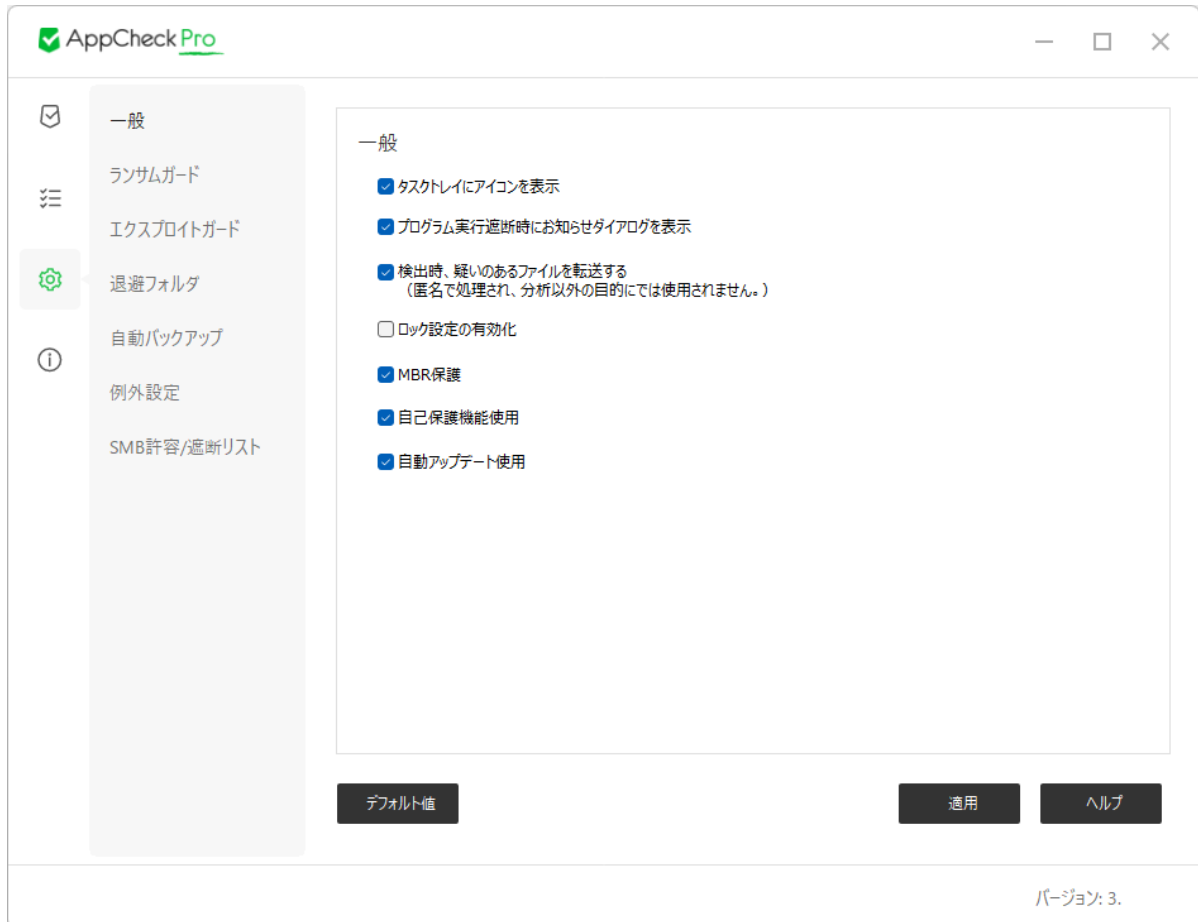 AppCheck Pro
一般
ランサムガード
エクスプロイトガード
退避フォルダ
自動バックアップ
例外設定
SMB許容/遮断リスト
一般
タスクトレイにアイコンを表示
プログラム実行遮断時にお知らせダイアログを表示
検出時、疑いのあるファイルを転送する
（匿名で処理され、分析以外の目的にでは使用されません。）
ロック設定の有効化
MBR保護
自己保護機能使用
自動アップデート使用
デフォルト値
適用
ヘルプ
バージョン: 3.